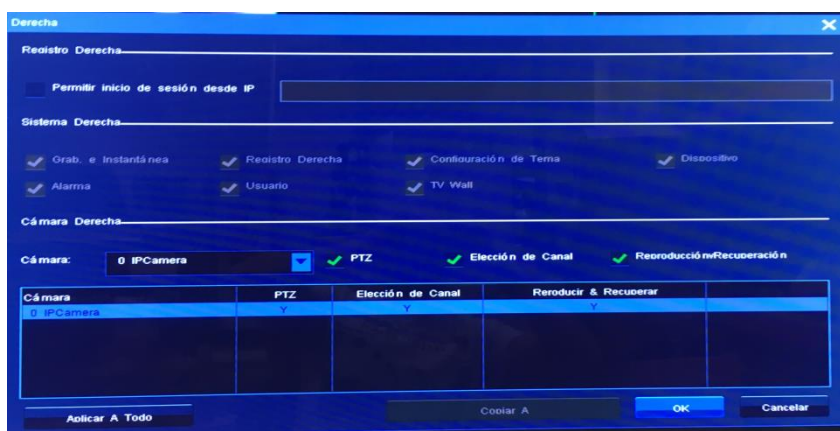 Derecha
Registro Derecha
Permitir inicio de sesión desde IP
Sistema Derecha
Grab. e Instantánea Registro Derecha Configuración de Tema Dispositivo
Alarma Usuario TV Wall
Cámara Derecha
Cámara: 0 IPCamera PTZ Elección de Canal Reproducción/Recuperación
Cámara PTZ Elección de Canal Reroducir & Recuperar
0 IPCamera Y Y Y
Aplicar A Todo Copiar A OK Cancelar